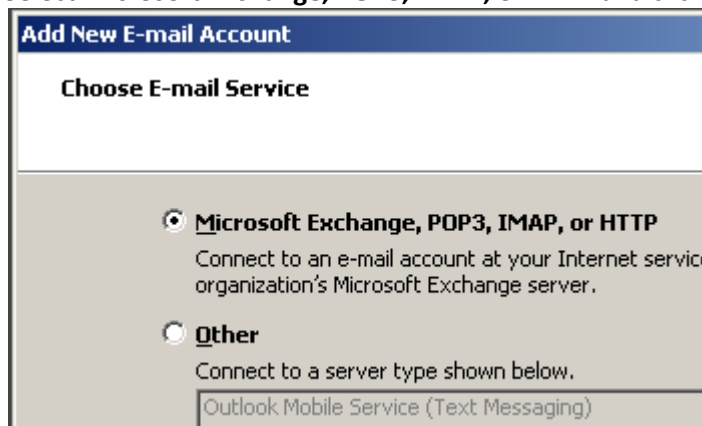 Add New E-mail Account
Choose E-mail Service
Microsoft Exchange, POP3, IMAP, or HTTP
Connect to an e-mail account at your Internet service
organization's Microsoft Exchange server.
Other
Connect to a server type shown below.
Outlook Mobile Service (Text Messaging)